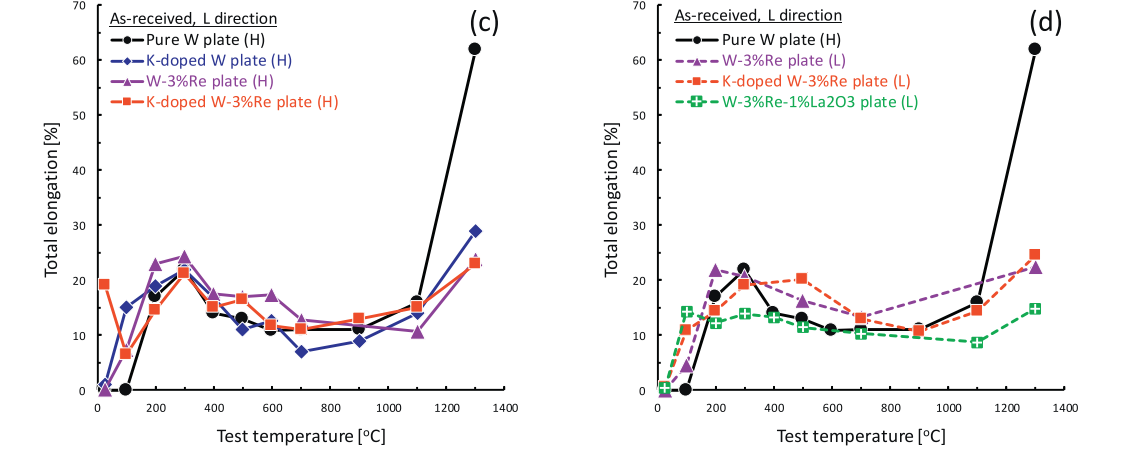 (c)
As-received, L direction
Pure W plate (H)
K-doped W plate (H)
W-3%Re plate (H)
K-doped W-3%Re plate (H)
Total elongation [%]
70
60
50
40
30
20
10
0
0 200 400 600 800 1000 1200 1400
Test temperature [°C]
(d)
As-received, L direction
Pure W plate (H)
W-3%Re plate (L)
K-doped W-3%Re plate (L)
W-3%Re-1%La2O3 plate (L)
Total elongation [%]
70
60
50
40
30
20
10
0
0 200 400 600 800 1000 1200 1400
Test temperature [°C]